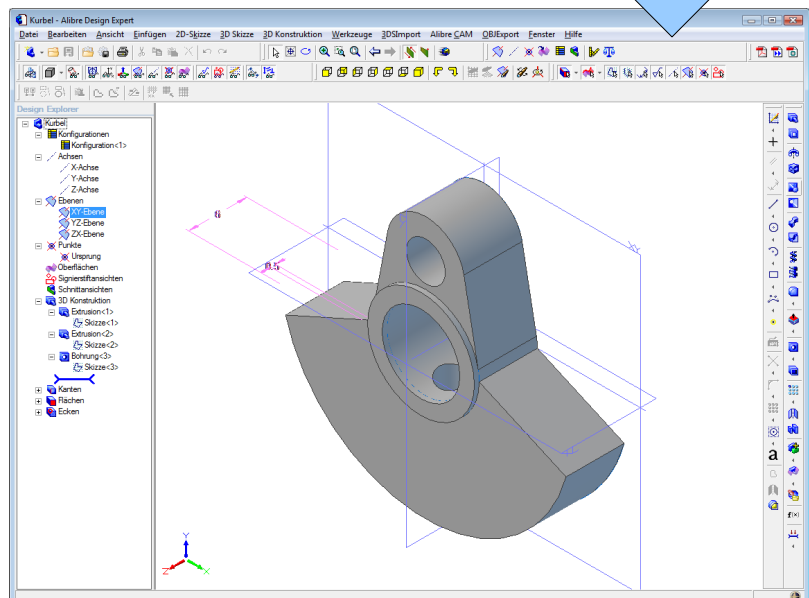 Kurbel - Alibre Design Expert
Datei Bearbeiten Ansicht Einfügen 2D-Skizze 3D Skizze 3D Construktion Werkzeuge 3DSImport Alibre CAM OBJExport Fenster Hilfe
Design Explorer
Kurbel
Konfigurationen
Konfiguration<1>
Achsen
X-Achse
Y-Achse
Z-Achse
Ebenen
XY-Ebene
YZ-Ebene
ZX-Ebene
Punkte
Ursprung
Oberflächen
Signierstiftansichten
Schnittansichten
3D Konstruktion
Extrusion<1>
Skizze<1>
Extrusion<2>
Skizze<2>
Bohrung<3>
Skizze<3>
Kanten
Flächen
Ecken
6
0.5
Y
Z
X
a
f(x)